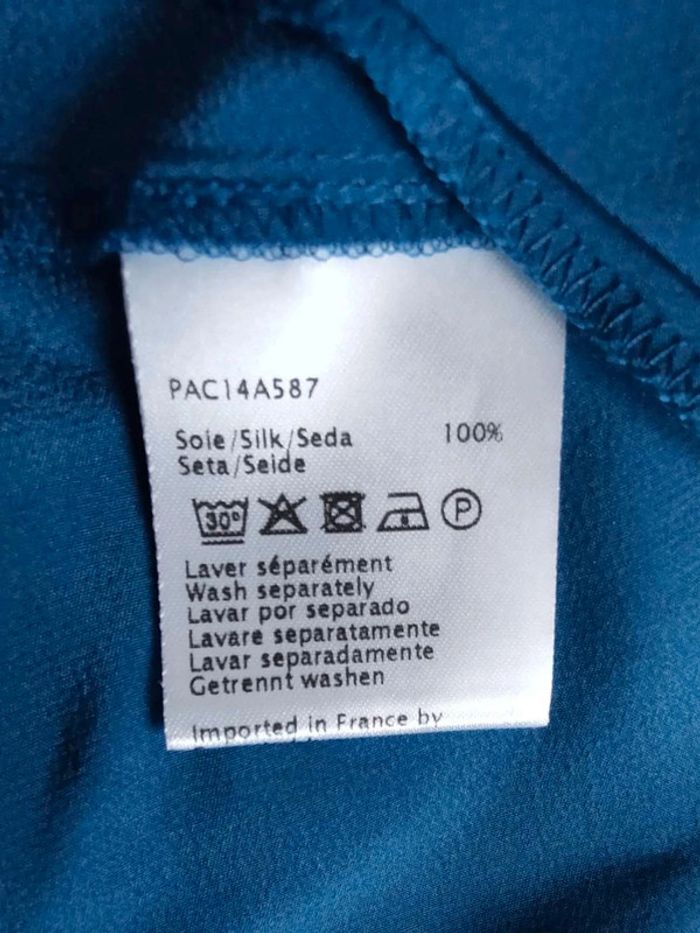 PAC14A587
Soie/Silk/Seda 100%
Seta/Seide
30° P
Laver séparément
Wash separately
Lavar por separado
Lavare separatamente
Lavar separadamente
Getrennt washen
Imported in France by